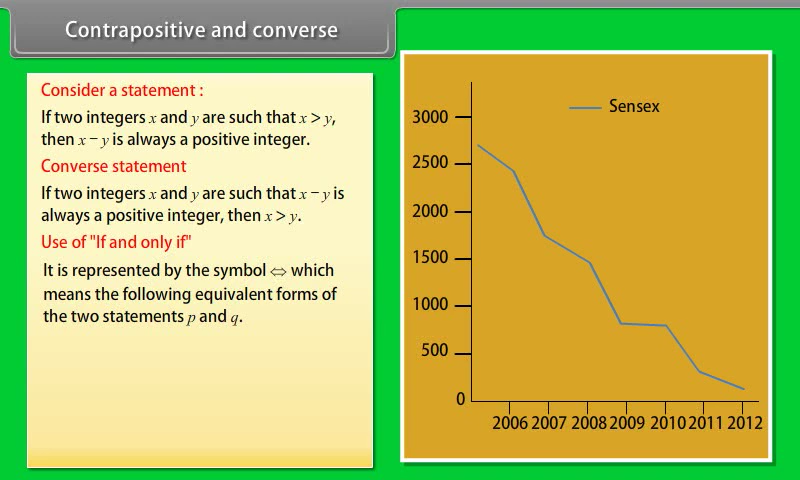 Contrapositive and converse
Consider a statement :
If two integers x and y are such that x > y,
then x − y is always a positive integer.
Converse statement
If two integers x and y are such that x − y is
always a positive integer, then x > y.
Use of "If and only if"
It is represented by the symbol ⇔ which
means the following equivalent forms of
the two statements p and q.
Sensex
3000
2500
2000
1500
1000
500
0
2006 2007 2008 2009 2010 2011 2012